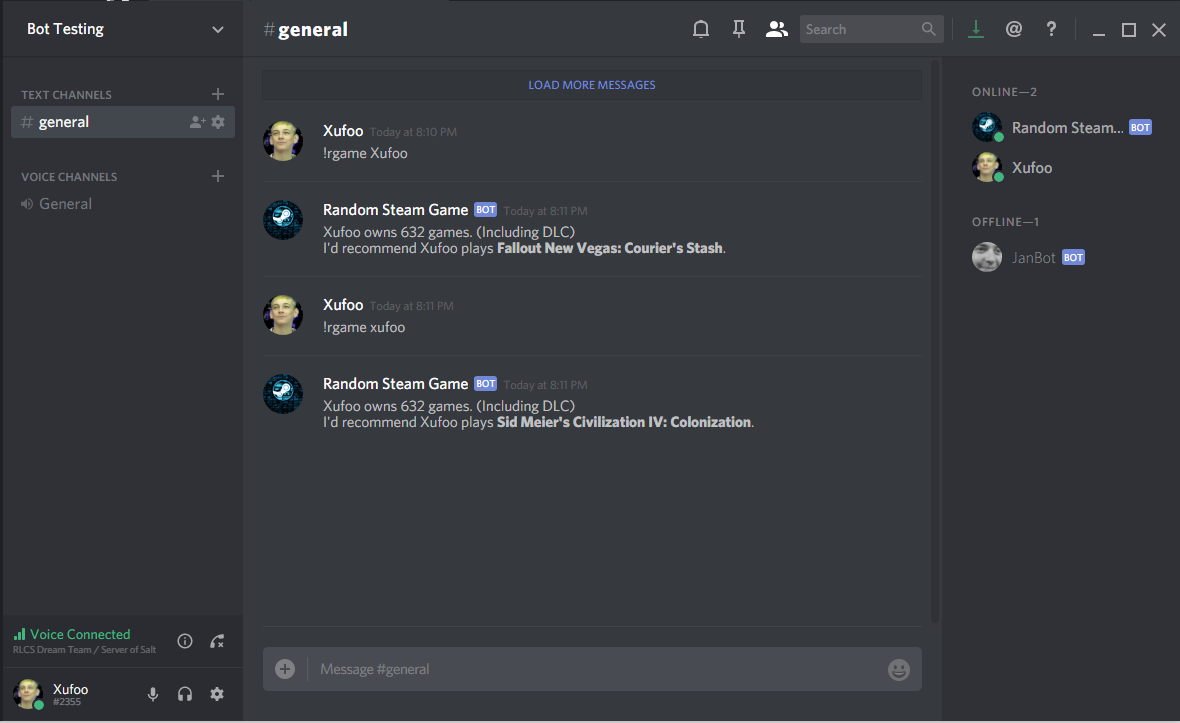 Bot Testing
TEXT CHANNELS
# general
VOICE CHANNELS
General
Voice Connected
RLCS Dream Team / Server of Salt
Xufoo
#2355
#general
Search
LOAD MORE MESSAGES
Xufoo Today at 8:10 PM
!rgame Xufoo
Random Steam Game BOT Today at 8:11 PM
Xufoo owns 632 games. (Including DLC)
I'd recommend Xufoo plays Fallout New Vegas: Courier's Stash.
Xufoo Today at 8:11 PM
!rgame xufoo
Random Steam Game BOT Today at 8:11 PM
Xufoo owns 632 games. (Including DLC)
I'd recommend Xufoo plays Sid Meier's Civilization IV: Colonization.
Message #general
ONLINE—2
Random Steam... BOT
Xufoo
OFFLINE—1
JanBot BOT